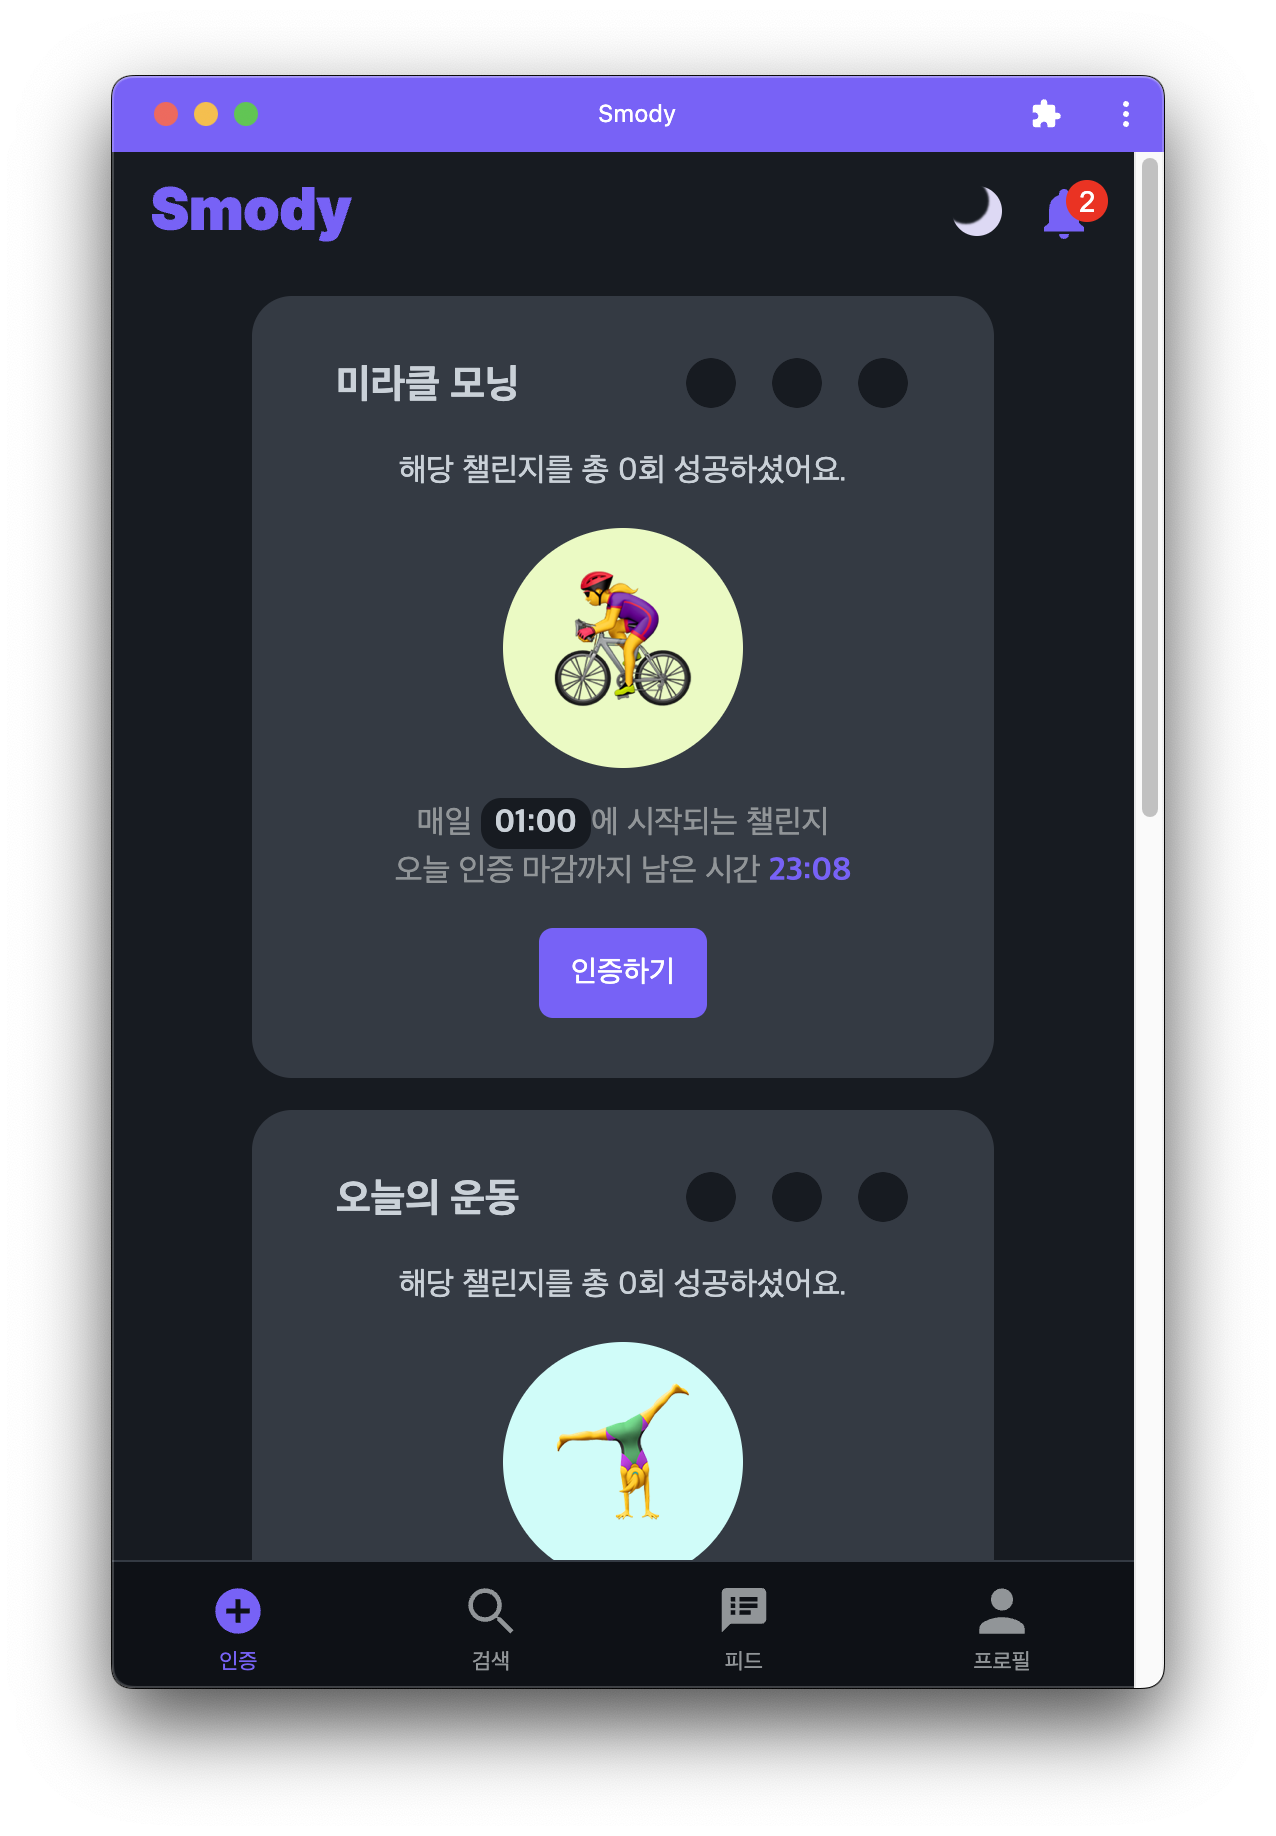 Smody
Smody
2
미라클 모닝
해당 챌린지를 총 0회 성공하셨어요.
매일 01:00에 시작되는 챌린지
오늘 인증 마감까지 남은 시간 23:08
인증하기
오늘의 운동
해당 챌린지를 총 0회 성공하셨어요.
인증 검색 피드 프로필